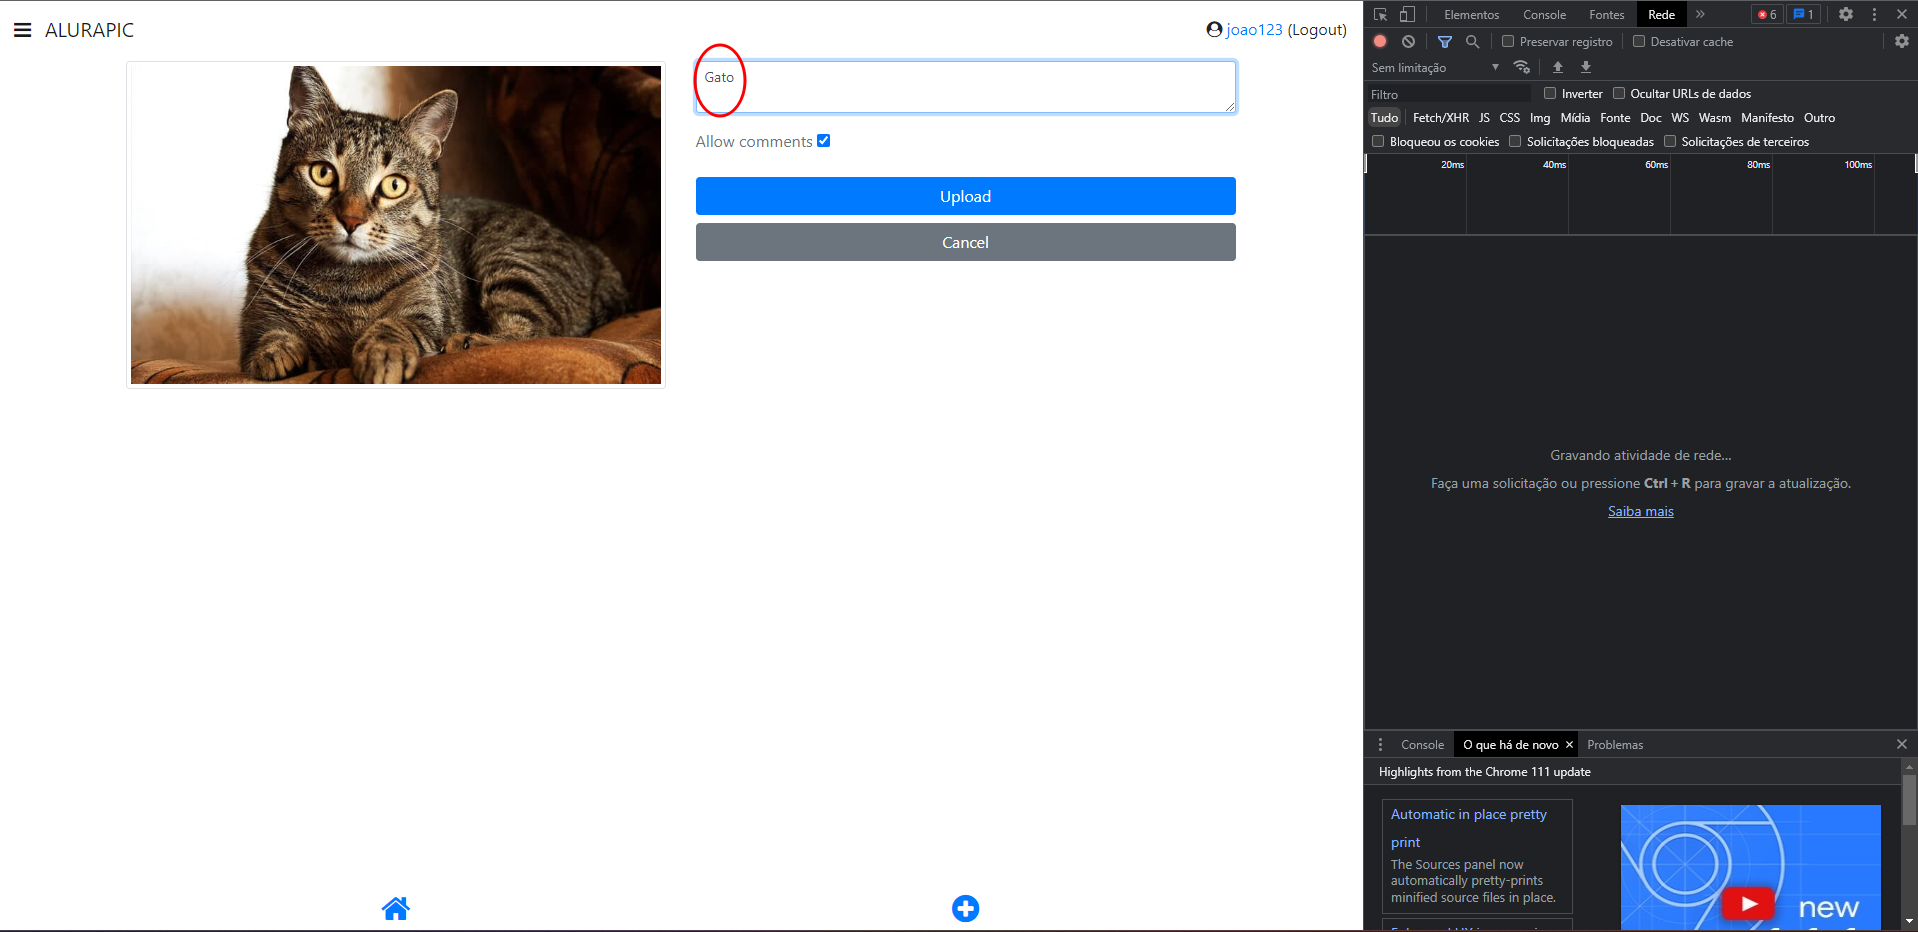 ALURAPIC
joao123 (Logout)
Gato
Allow comments
Upload
Cancel
Elementos Console Fontes Rede
6 1
Preservar registro Desativar cache
Sem limitação
Filtro Inverter Ocultar URLs de dados
Tudo Fetch/XHR JS CSS Img Mídia Fonte Doc WS Wasm Manifesto Outro
Bloqueou os cookies Solicitações bloqueadas Solicitações de terceiros
20ms 40ms 60ms 80ms 100ms
Gravando atividade de rede...
Faça uma solicitação ou pressione Ctrl + R para gravar a atualização.
Saiba mais
Console O que há de novo Problemas
Highlights from the Chrome 111 update
Automatic in place pretty
print
The Sources panel now
automatically pretty-prints
minified source files in place.
new